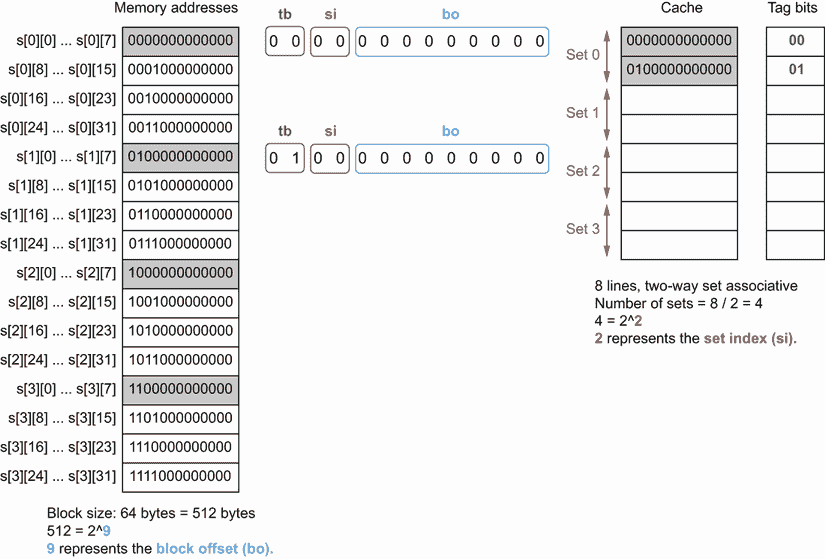 Memory addresses
s[0][0] ... s[0][7] 0000000000000
s[0][8] ... s[0][15] 0001000000000
s[0][16] ... s[0][23] 0010000000000
s[0][24] ... s[0][31] 0011000000000
s[1][0] ... s[1][7] 0100000000000
s[1][8] ... s[1][15] 0101000000000
s[1][16] ... s[1][23] 0110000000000
s[1][24] ... s[1][31] 0111000000000
s[2][0] ... s[2][7] 1000000000000
s[2][8] ... s[2][15] 1001000000000
s[2][16] ... s[2][23] 1010000000000
s[2][24] ... s[2][31] 1011000000000
s[3][0] ... s[3][7] 1100000000000
s[3][8] ... s[3][15] 1101000000000
s[3][16] ... s[3][23] 1110000000000
s[3][24] ... s[3][31] 1111000000000
Block size: 64 bytes = 512 bytes
512 = 2^9
9 represents the block offset (bo).
tb si bo
0 0 0 0 0 0 0 0 0 0 0 0 0
tb si bo
0 1 0 0 0 0 0 0 0 0 0 0 0
Cache Tag bits
Set 0
0000000000000 00
0100000000000 01
Set 1
Set 2
Set 3
8 lines, two-way set associative
Number of sets = 8 / 2 = 4
4 = 2^2
2 represents the set index (si).